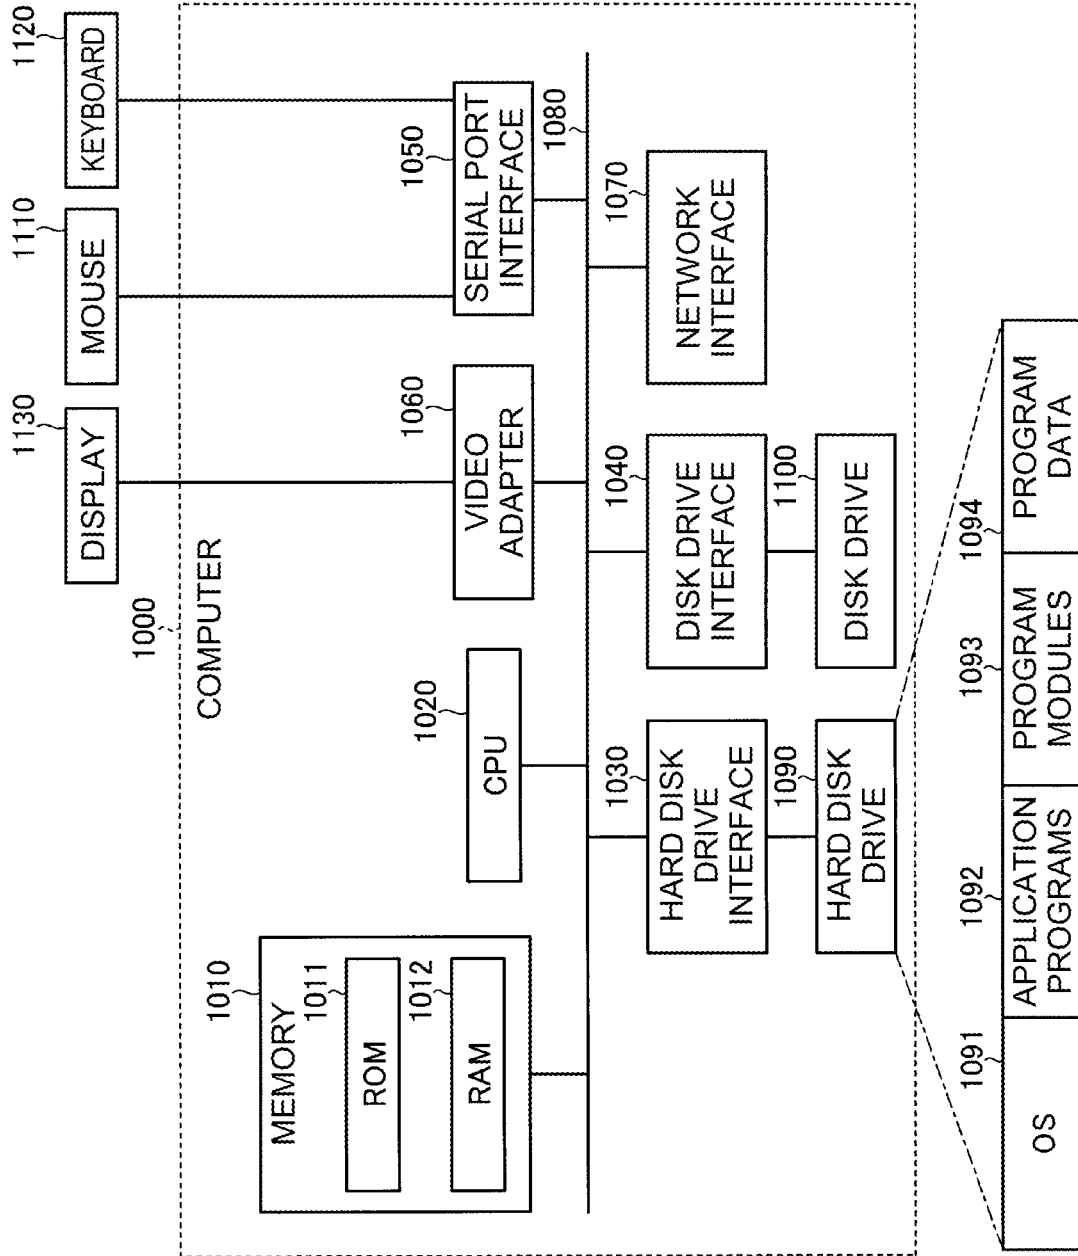 1130
1110
1120
DISPLAY
MOUSE
KEYBOARD
1000
COMPUTER
1010
MEMORY
1011
ROM
1012
RAM
1020
CPU
1060
VIDEO
ADAPTER
1050
SERIAL PORT
INTERFACE
1080
1030
HARD DISK
DRIVE
INTERFACE
1040
DISK DRIVE
INTERFACE
1070
NETWORK
INTERFACE
1090
HARD DISK
DRIVE
1100
DISK DRIVE
1091
OS
1092
APPLICATION
PROGRAMS
1093
PROGRAM
MODULES
1094
PROGRAM
DATA